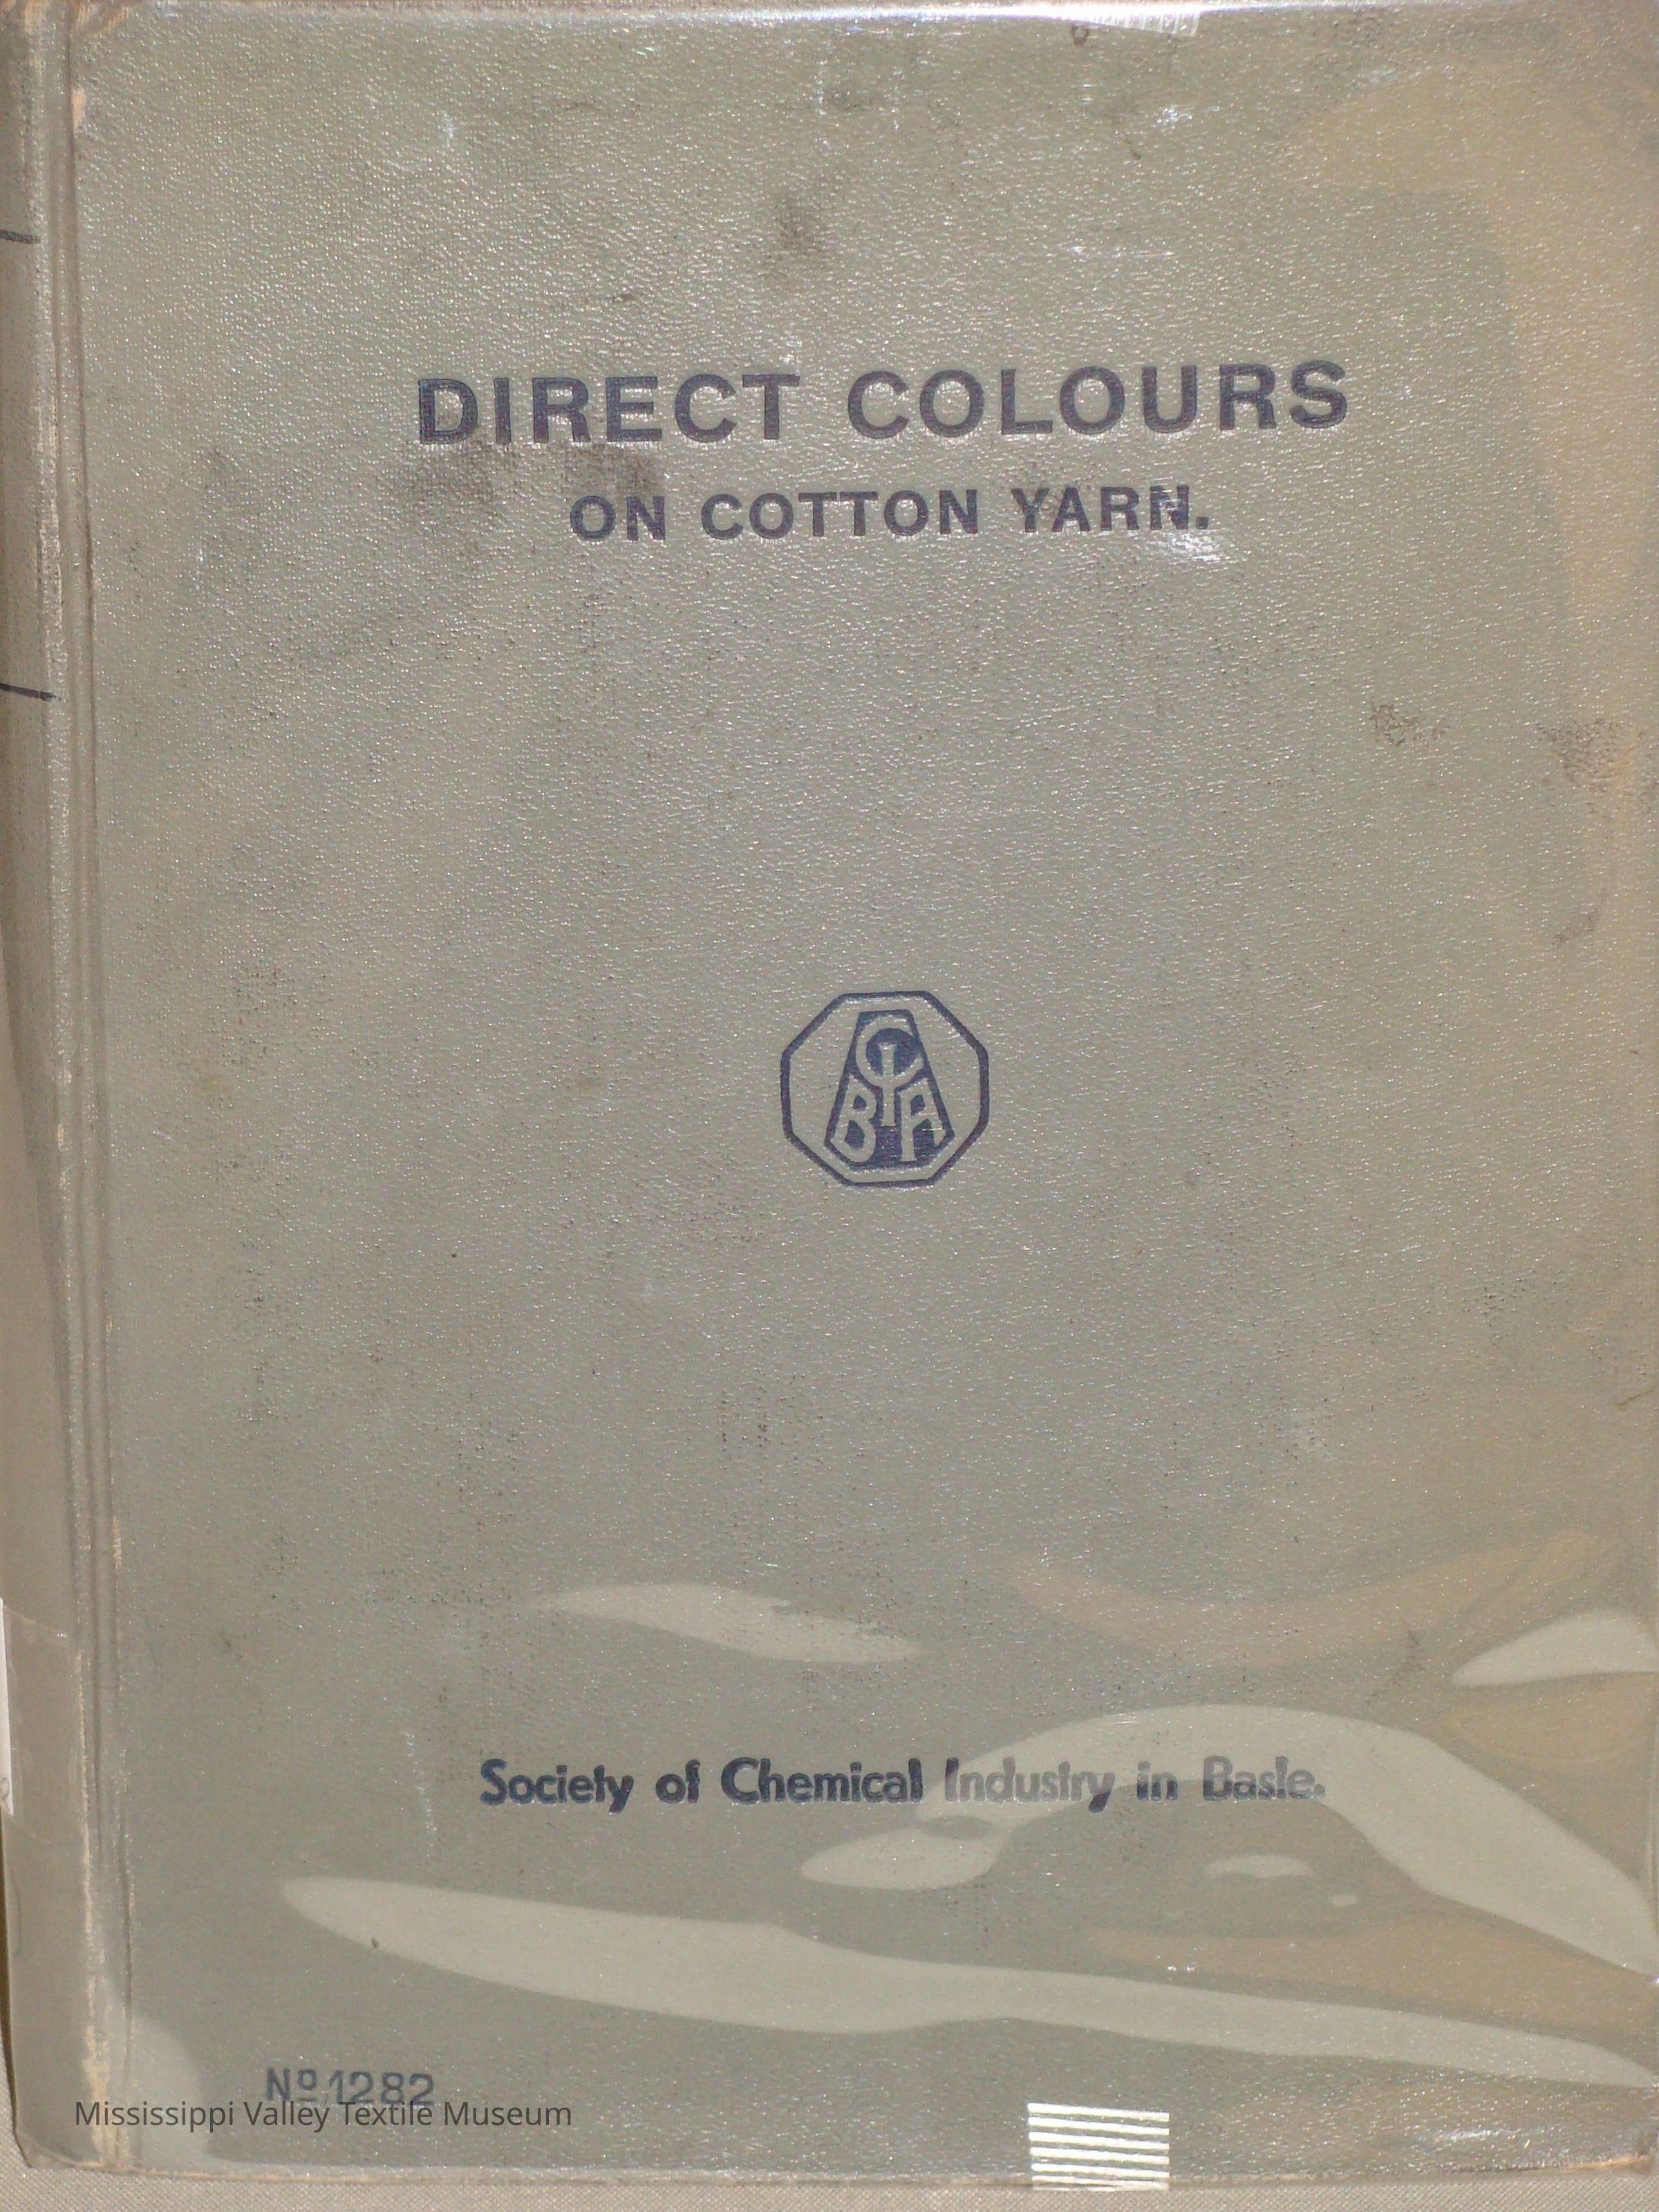 DIRECT COLOURS
ON COTTON YARN.
CIBA
Society of Chemical Industry in Basle.
Nº 1282
Mississippi Valley Textile Museum